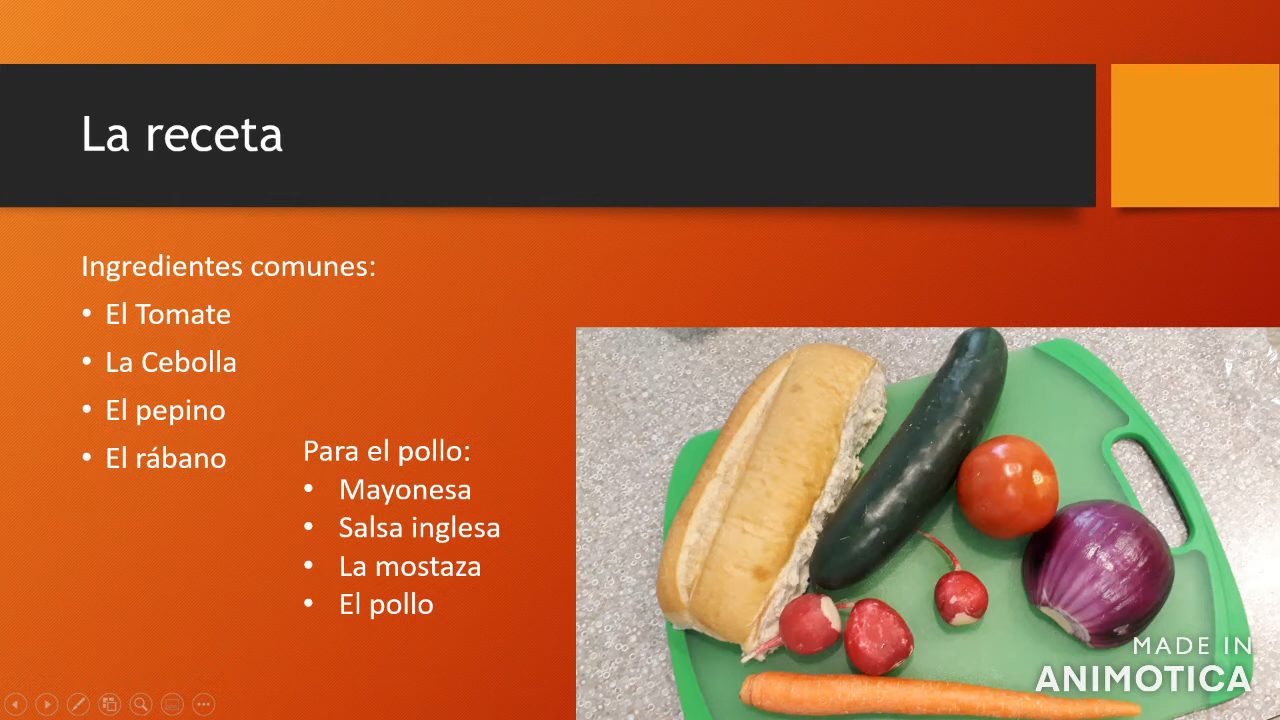 La receta
Ingredientes comunes:
• El Tomate
• La Cebolla
• El pepino
• El rábano
Para el pollo:
• Mayonesa
• Salsa inglesa
• La mostaza
• El pollo
MADE IN
ANIMOTICA